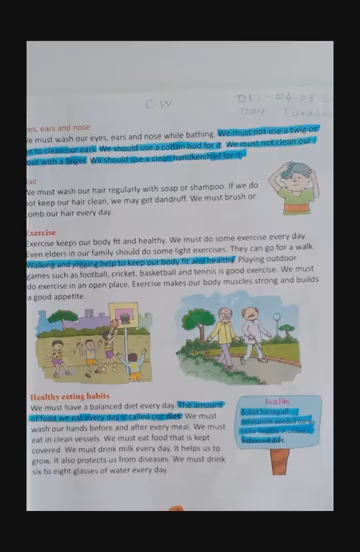 CW
Dt:-04-08
Day
ears and nose
must wash our eyes, ears and nose while bathing. We must not use a twig or
to clean our ears. We should use a cotton bud for it. We must not clean our
nose with a finger. We should use a clean handkerchief for it.
We must wash our hair regularly with soap or shampoo. If we do
not keep our hair clean, we may get dandruff. We must brush or
comb our hair every day.
Exercise
Exercise keeps our body fit and healthy. We must do some exercise every day.
Even elders in our family should do some light exercises. They can go for a walk.
Walking and jogging help to keep our body fit and healthy. Playing outdoor
games such as football, cricket, basketball and tennis is good exercise. We must
do exercise in an open place. Exercise makes our body muscles strong and builds
a good appetite.
Healthy eating habits
We must have a balanced diet every day. The amount
of food we eat every day is called our diet. We must
wash our hands before and after every meal. We must
eat in clean vessels. We must eat food that is kept
covered. We must drink milk every day. It helps us to
grow. It also protects us from diseases. We must drink
six to eight glasses of water every day.
A diet having all
substances needed
to be healthy is called a
balanced diet.